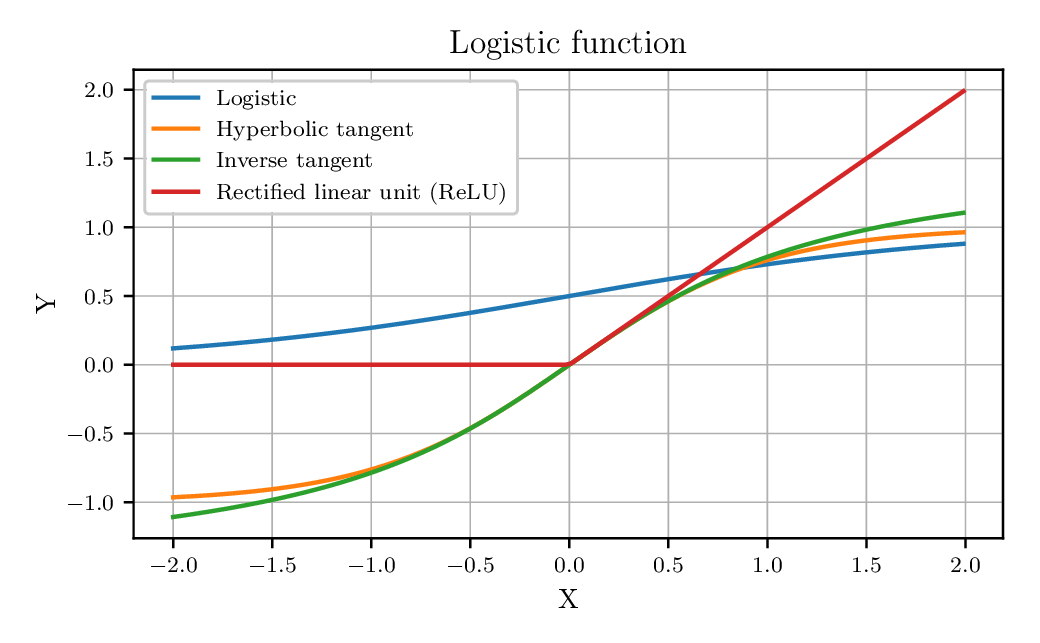 Logistic function
Logistic
Hyperbolic tangent
Inverse tangent
Rectified linear unit (ReLU)
2.0
1.5
1.0
0.5
0.0
−0.5
−1.0
Y
−2.0 −1.5 −1.0 −0.5 0.0 0.5 1.0 1.5 2.0
X